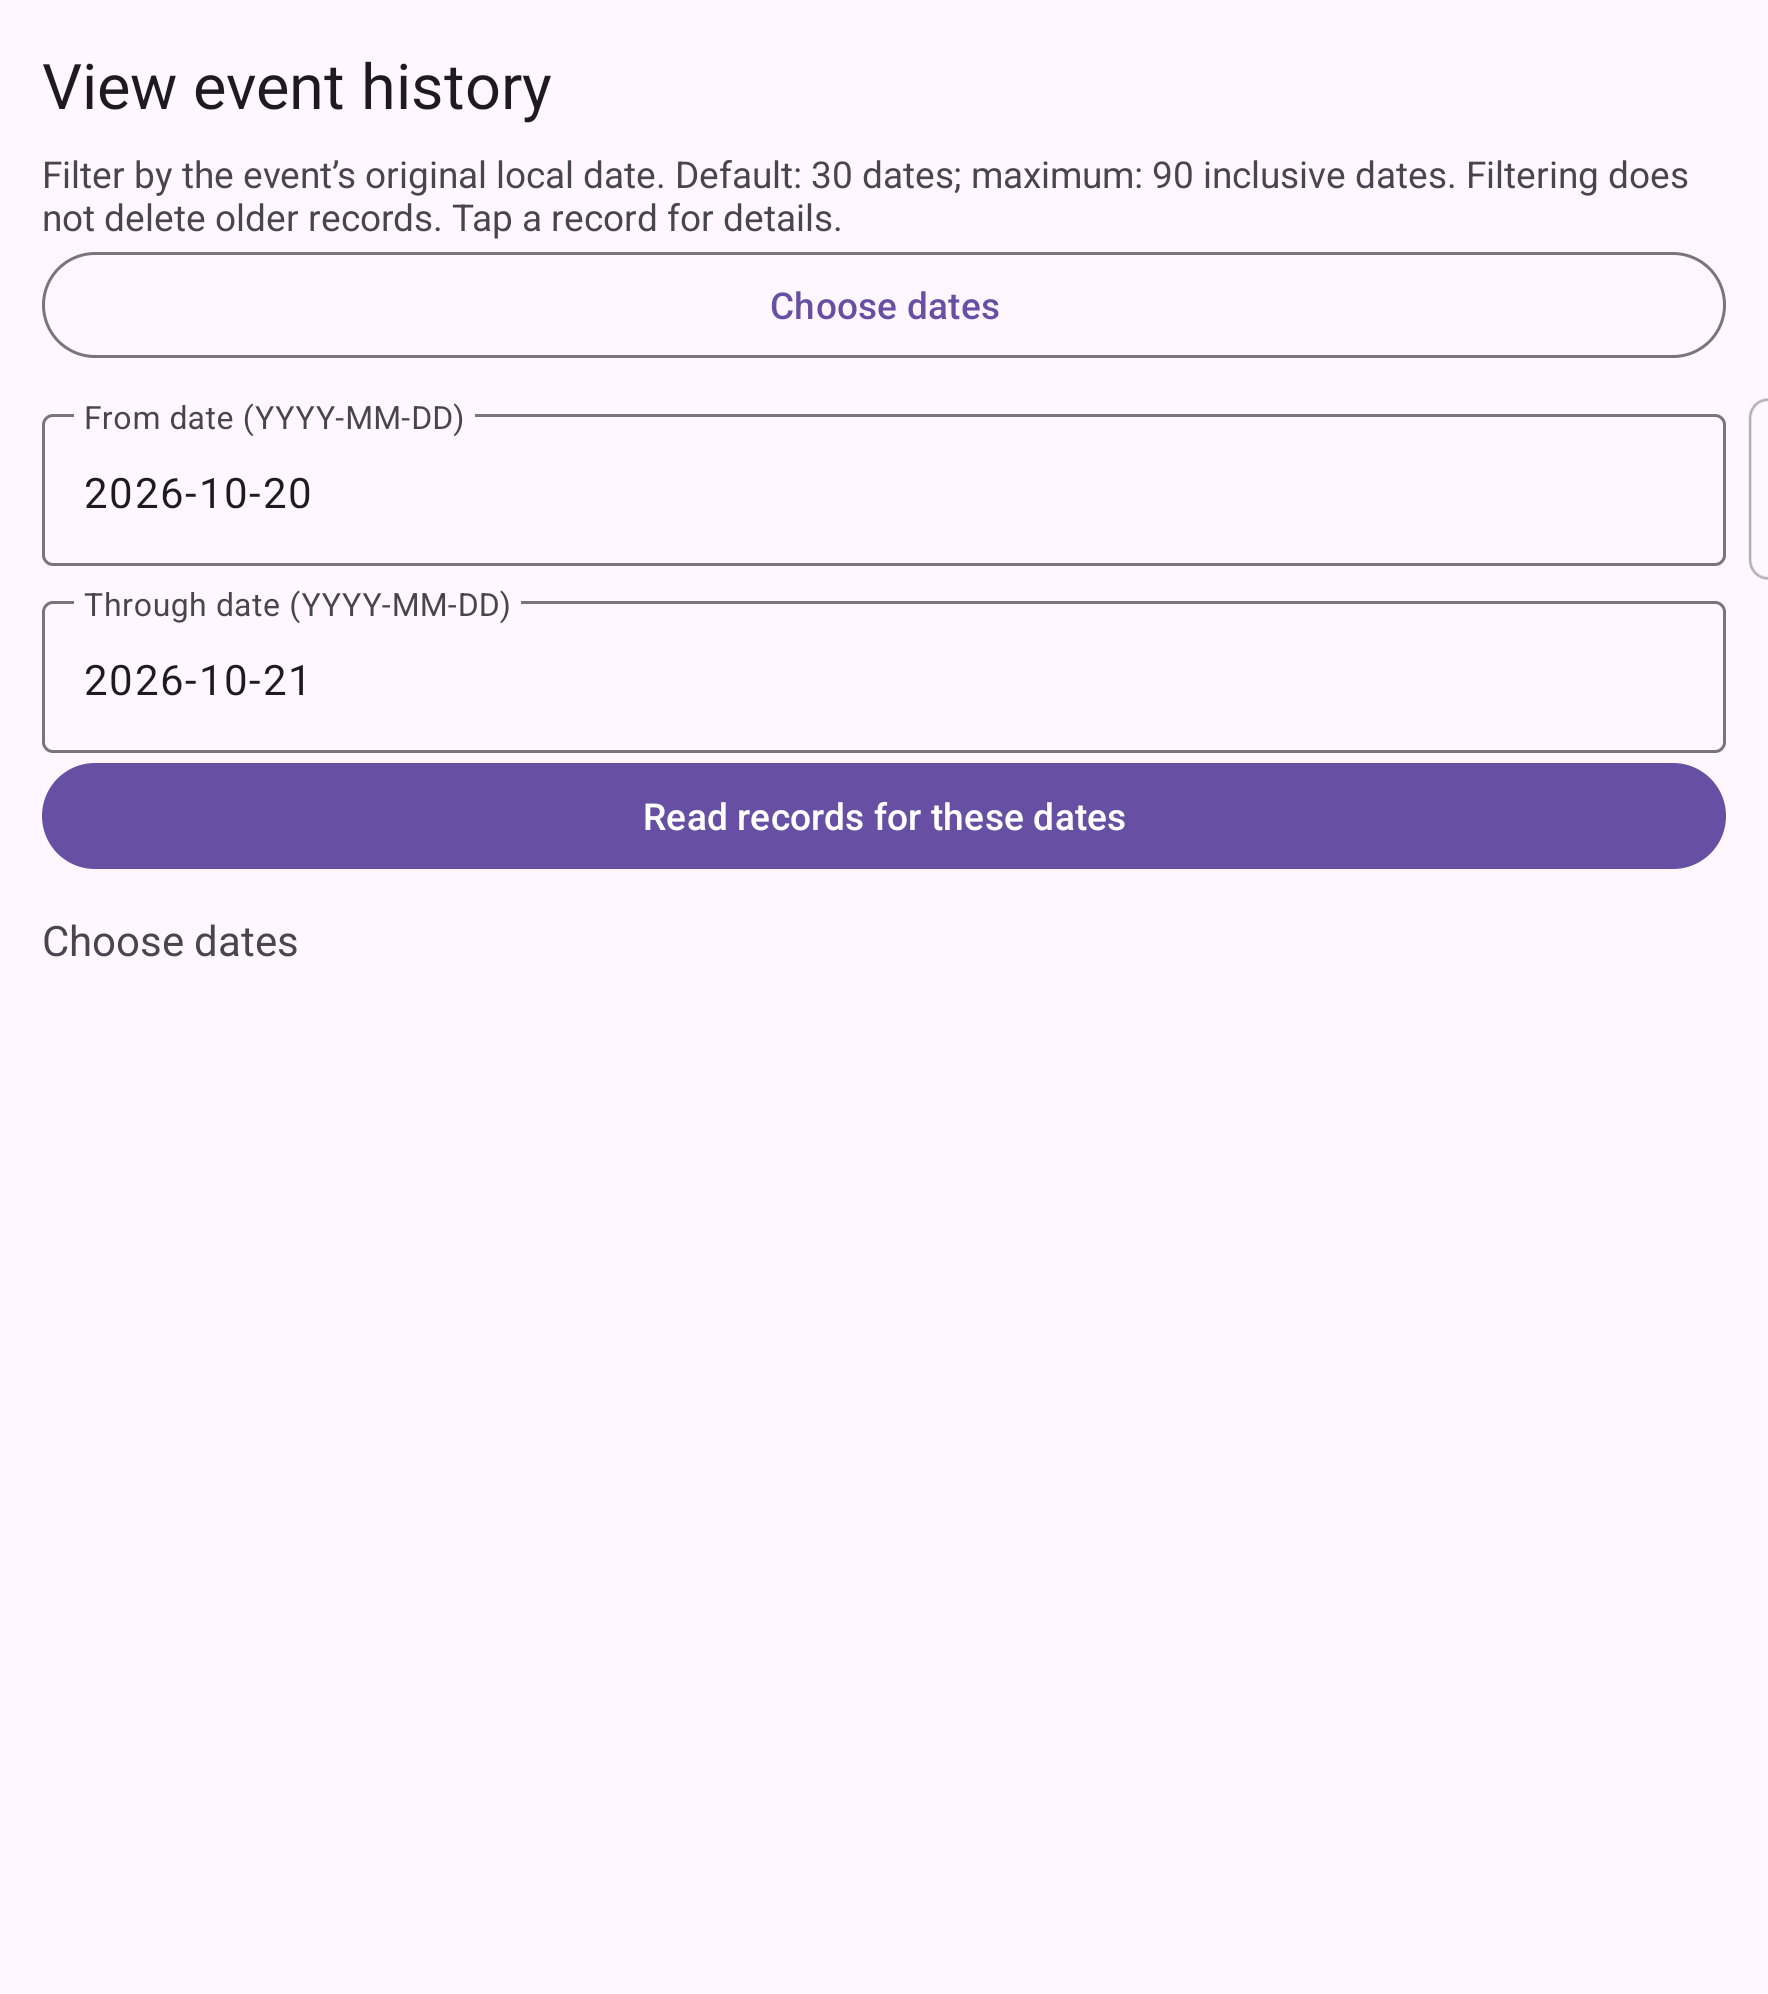 View event history
Filter by the event’s original local date. Default: 30 dates; maximum: 90 inclusive dates. Filtering does
not delete older records. Tap a record for details.
Choose dates
From date (YYYY-MM-DD)
2026-10-20
Through date (YYYY-MM-DD)
2026-10-21
Read records for these dates
Choose dates